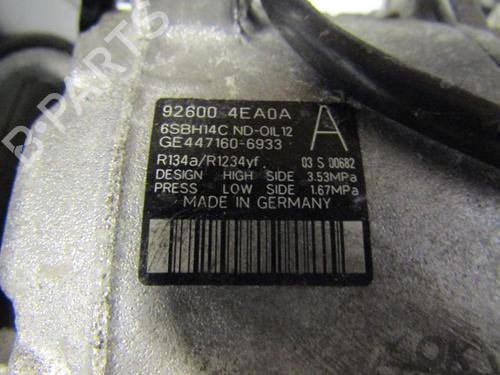 B-PARTS
92600 4EA0A
6SBH14C ND-OIL12
A
GE447160-6933
R134a/R1234yf 03 S 00682
DESIGN HIGH SIDE 3.53MPa
PRESS LOW SIDE 1.67MPa
MADE IN GERMANY